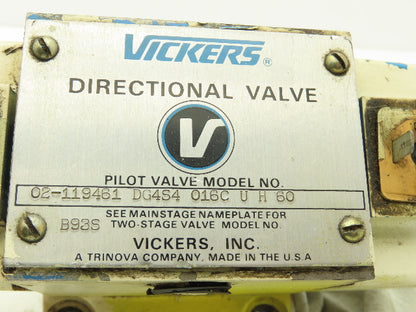 VICKERS®
DIRECTIONAL VALVE
V
PILOT VALVE MODEL NO.
02-119461 DG4S4 016C U H 60
SEE MAINSTAGE NAMEPLATE FOR
B93S TWO-STAGE VALVE MODEL NO.
VICKERS, INC.
A TRINOVA COMPANY, MADE IN THE U.S.A